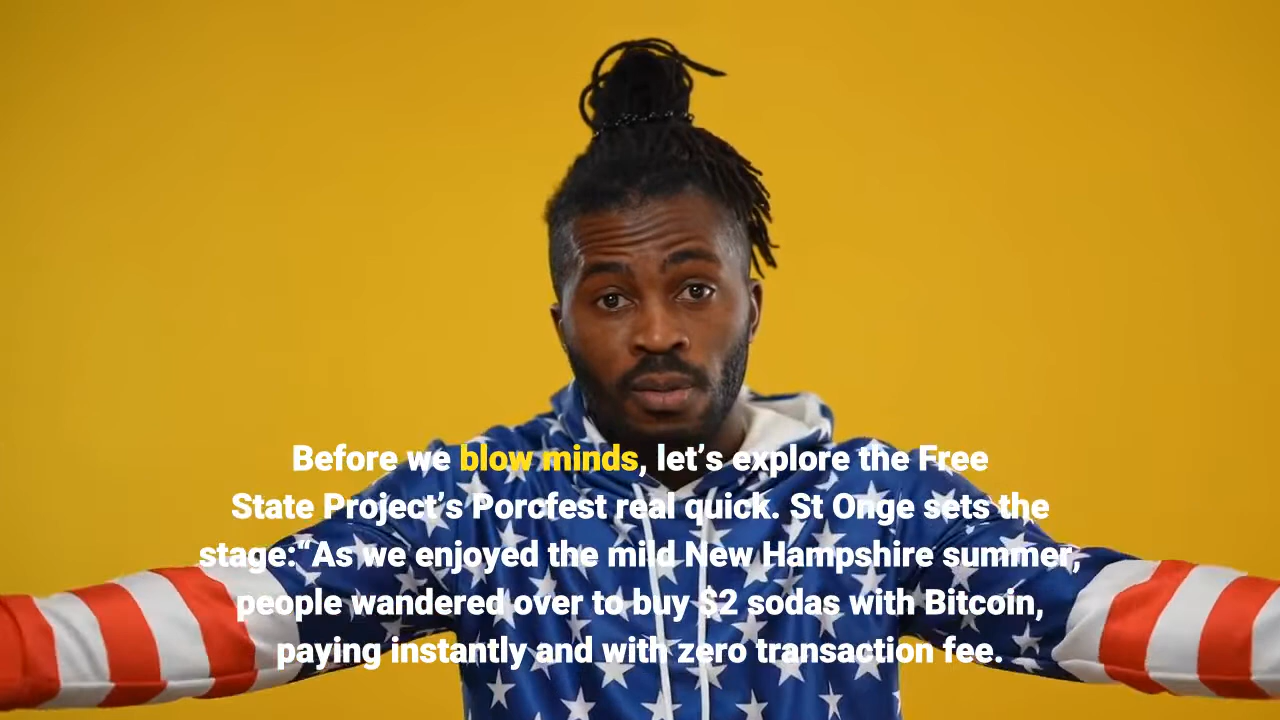 Before we blow minds, let’s explore the Free
State Project’s Porcfest real quick. St Onge sets the
stage:“As we enjoyed the mild New Hampshire summer,
people wandered over to buy $2 sodas with Bitcoin,
paying instantly and with zero transaction fee.